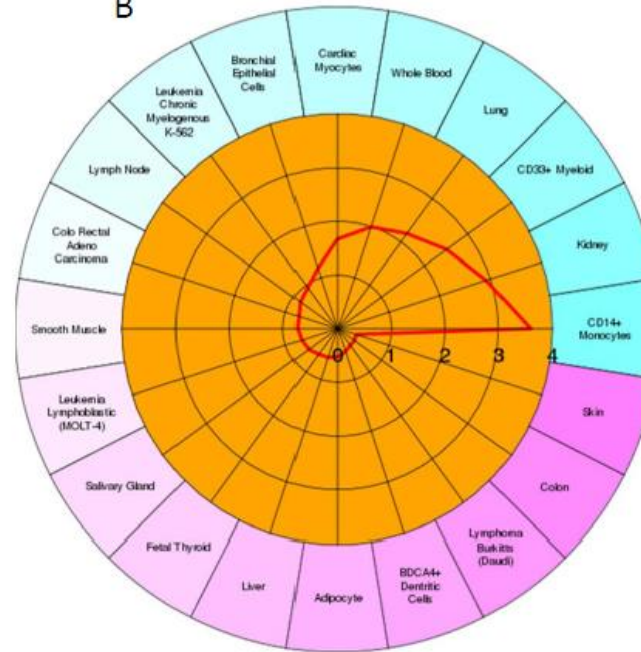 B
Cardiac
Myocytes
Whole Blood
Lung
CD33+ Myeloid
Kidney
CD14+
Monocytes
Skin
Colon
Lymphoma
Burkitts
(Daudi)
BDCA4+
Dentritic
Cells
Adipocyte
Liver
Fetal Thyroid
Salivary Gland
Leukemia
Lymphoblastic
(MOLT-4)
Smooth Muscle
Colo Rectal
Adeno
Carcinoma
Lymph Node
Leukemia
Chronic
Myelogenous
K-562
Bronchial
Epithelial
Cells
0 1 2 3 4